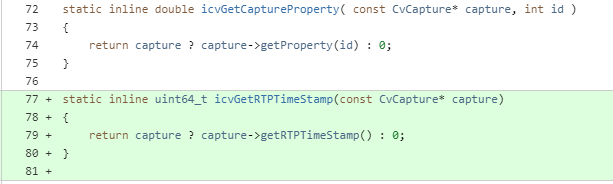 72 static inline double icvGetCaptureProperty( const CvCapture* capture, int id )
73 {
74     return capture ? capture->getProperty(id) : 0;
75 }
76
77 + static inline uint64_t icvGetRTPTimeStamp(const CvCapture* capture)
78 + {
79 +     return capture ? capture->getRTPTimeStamp() : 0;
80 + }
81 +